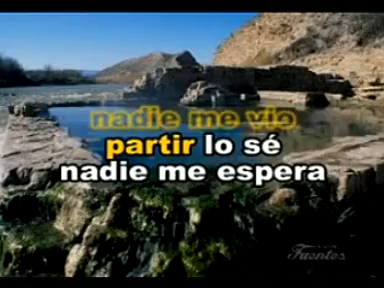 nadie me vio
partir lo sé
nadie me espera
Fuentes